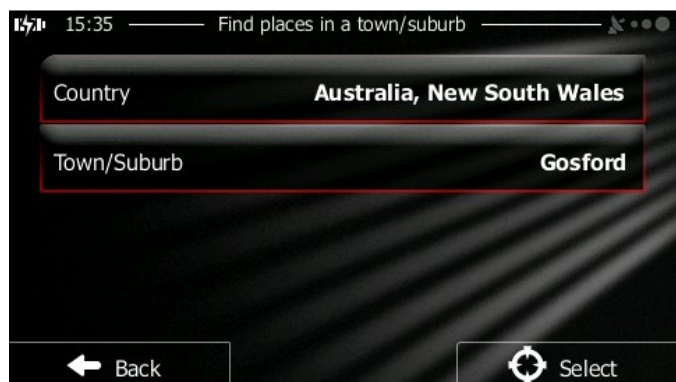 15:35 Find places in a town/suburb
Country Australia, New South Wales
Town/Suburb Gosford
Back Select